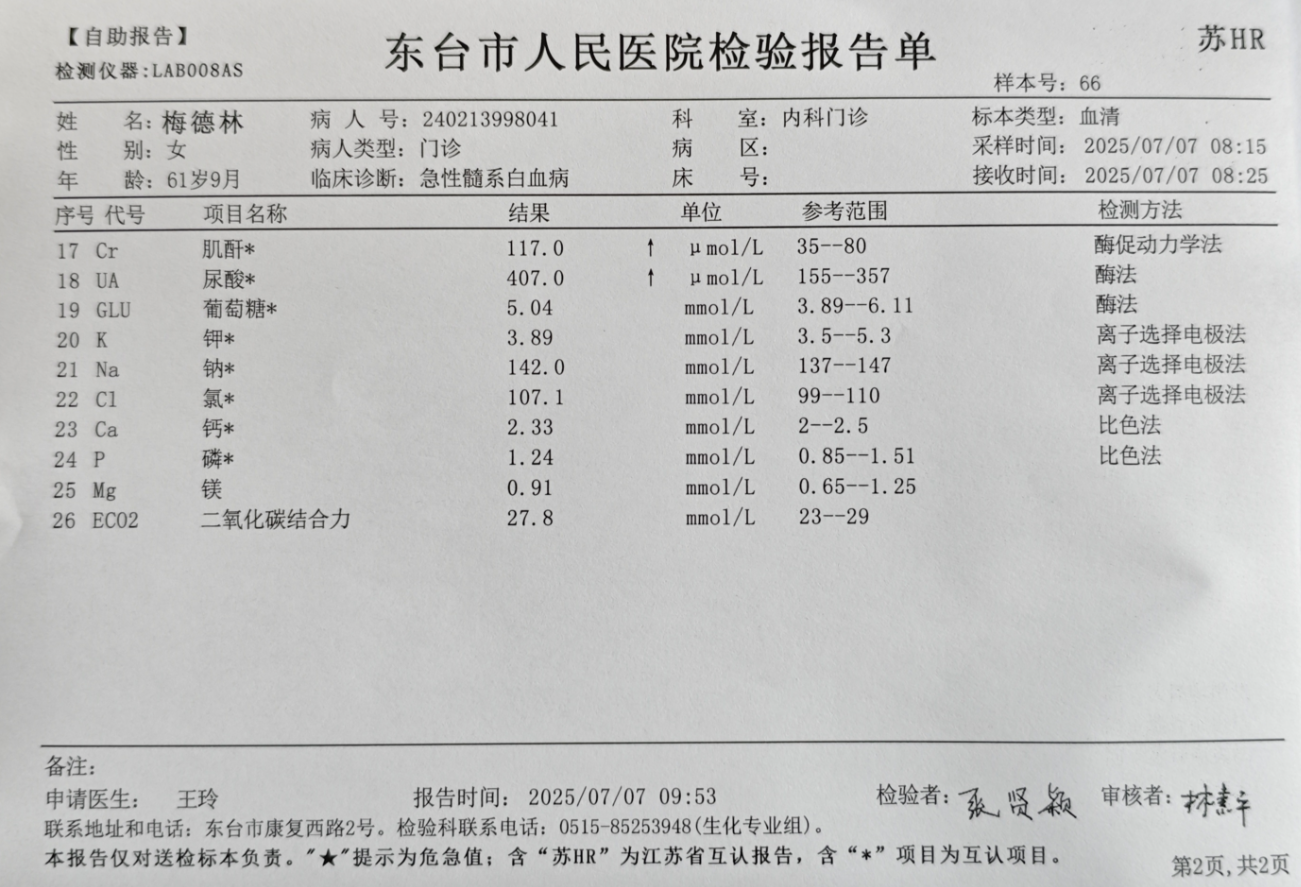 【自助报告】
东台市人民医院检验报告单
苏HR
检测仪器:LAB008AS
样本号: 66
姓 名: 梅德林 病 人 号: 240213998041 科 室: 内科门诊 标本类型: 血清
性 别: 女 病人类型: 门诊 病 区: 采样时间: 2025/07/07 08:15
年 龄: 61岁9月 临床诊断: 急性髓系白血病 床 号: 接收时间: 2025/07/07 08:25
序号 代号 项目名称 结果 单位 参考范围 检测方法
17 Cr 肌酐* 117.0 ↑ μmol/L 35--80 酶促动力学法
18 UA 尿酸* 407.0 ↑ μmol/L 155--357 酶法
19 GLU 葡萄糖* 5.04 mmol/L 3.89--6.11 酶法
20 K 钾* 3.89 mmol/L 3.5--5.3 离子选择电极法
21 Na 钠* 142.0 mmol/L 137--147 离子选择电极法
22 Cl 氯* 107.1 mmol/L 99--110 离子选择电极法
23 Ca 钙* 2.33 mmol/L 2--2.5 比色法
24 P 磷* 1.24 mmol/L 0.85--1.51 比色法
25 Mg 镁 0.91 mmol/L 0.65--1.25
26 ECO2 二氧化碳结合力 27.8 mmol/L 23--29
备注:
申请医生: 王玲 报告时间: 2025/07/07 09:53 检验者: 张贤颖 审核者:
联系地址和电话: 东台市康复西路2号。检验科联系电话: 0515-85253948(生化专业组)。
本报告仅对送检标本负责。"★"提示为危急值; 含“苏HR”为江苏省互认报告, 含“*”项目为互认项目。
第2页,共2页